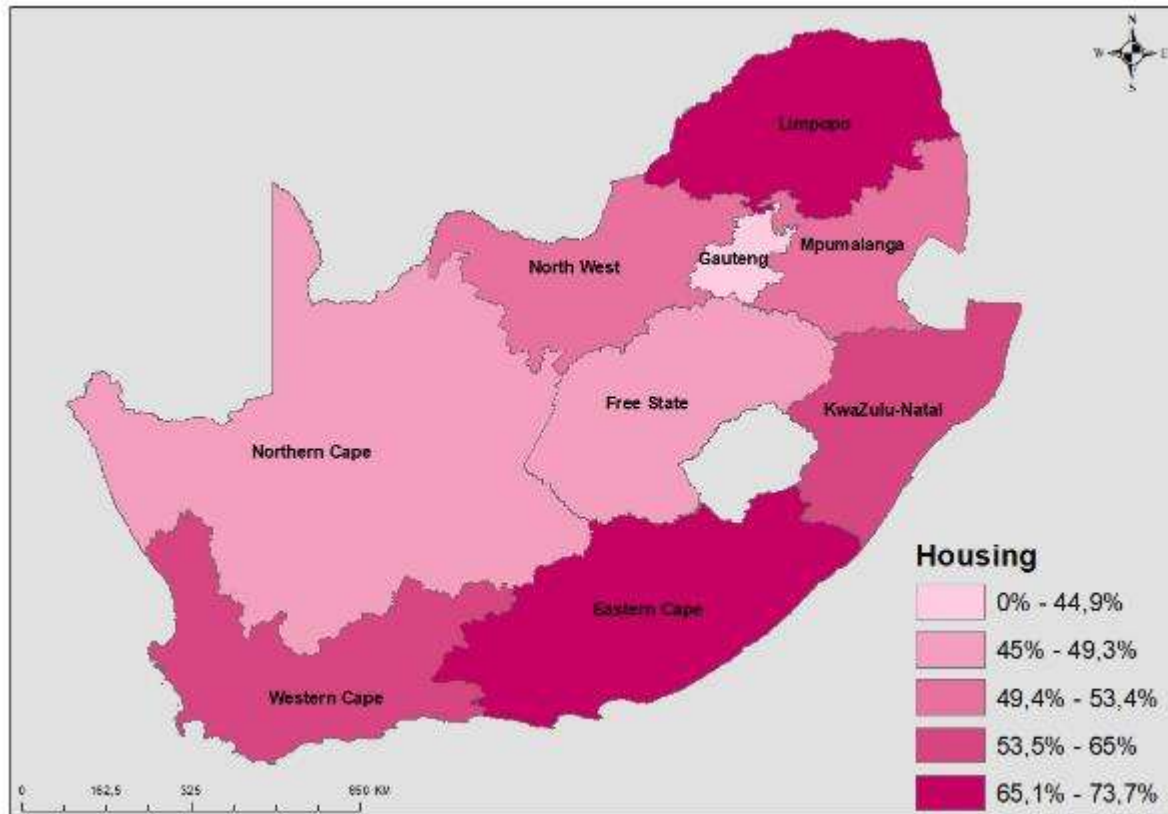 N
W E
S
Limpopo
Mpumalanga
Gauteng
North West
Free State
KwaZulu-Natal
Northern Cape
Eastern Cape
Western Cape
Housing
0% - 44,9%
45% - 49,3%
49,4% - 53,4%
53,5% - 65%
65,1% - 73,7%
0 162,5 325 650 KM